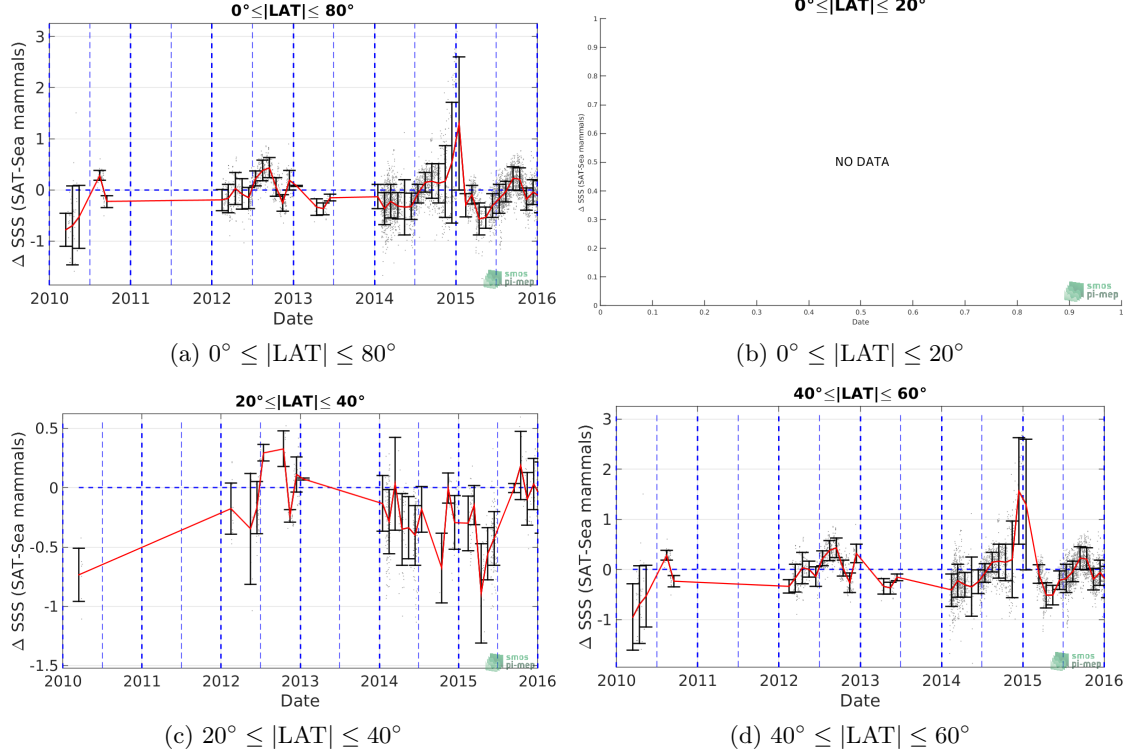 0°≤|LAT|≤ 80°
Δ SSS (SAT-Sea mammals)
3
2
1
0
-1
2010 2011 2012 2013 2014 2015 2016
Date
smos
pi-mep
(a) 0° ≤ |LAT| ≤ 80°
0°≤|LAT|≤ 20°
Δ SSS (SAT-Sea mammals)
1
0.9
0.8
0.7
0.6
0.5
0.4
0.3
0.2
0.1
0
NO DATA
0 0.1 0.2 0.3 0.4 0.5 0.6 0.7 0.8 0.9 1
Date
smos
pi-mep
(b) 0° ≤ |LAT| ≤ 20°
20°≤|LAT|≤ 40°
Δ SSS (SAT-Sea mammals)
0.5
0
-0.5
-1
-1.5
2010 2011 2012 2013 2014 2015 2016
Date
smos
pi-mep
(c) 20° ≤ |LAT| ≤ 40°
40°≤|LAT|≤ 60°
Δ SSS (SAT-Sea mammals)
3
2
1
0
-1
2010 2011 2012 2013 2014 2015 2016
Date
smos
pi-mep
(d) 40° ≤ |LAT| ≤ 60°